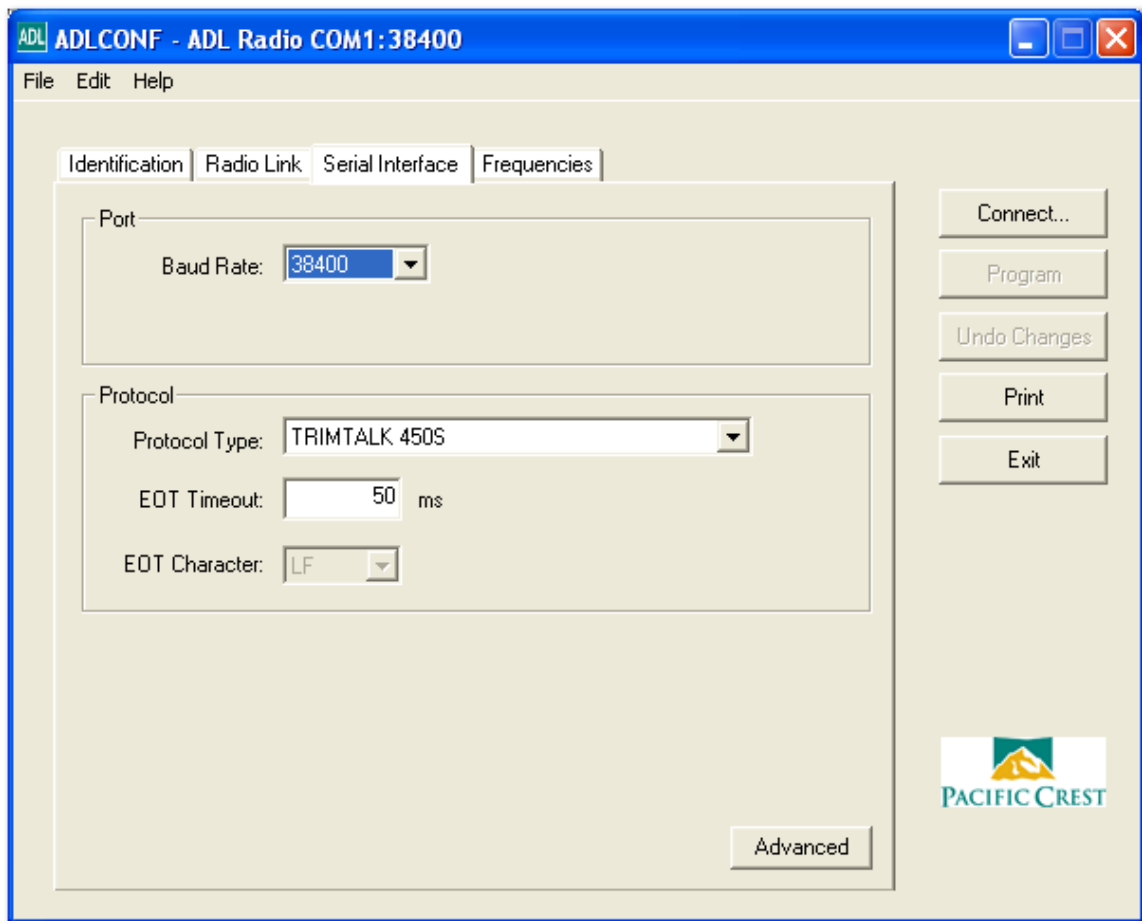 ADL ADLCONF - ADL Radio COM1:38400
File Edit Help
Identification Radio Link Serial Interface Frequencies
Port
Baud Rate: 38400
Protocol
Protocol Type: TRIMTALK 450S
EOT Timeout: 50 ms
EOT Character: LF
Advanced
Connect...
Program
Undo Changes
Print
Exit
PACIFIC CREST